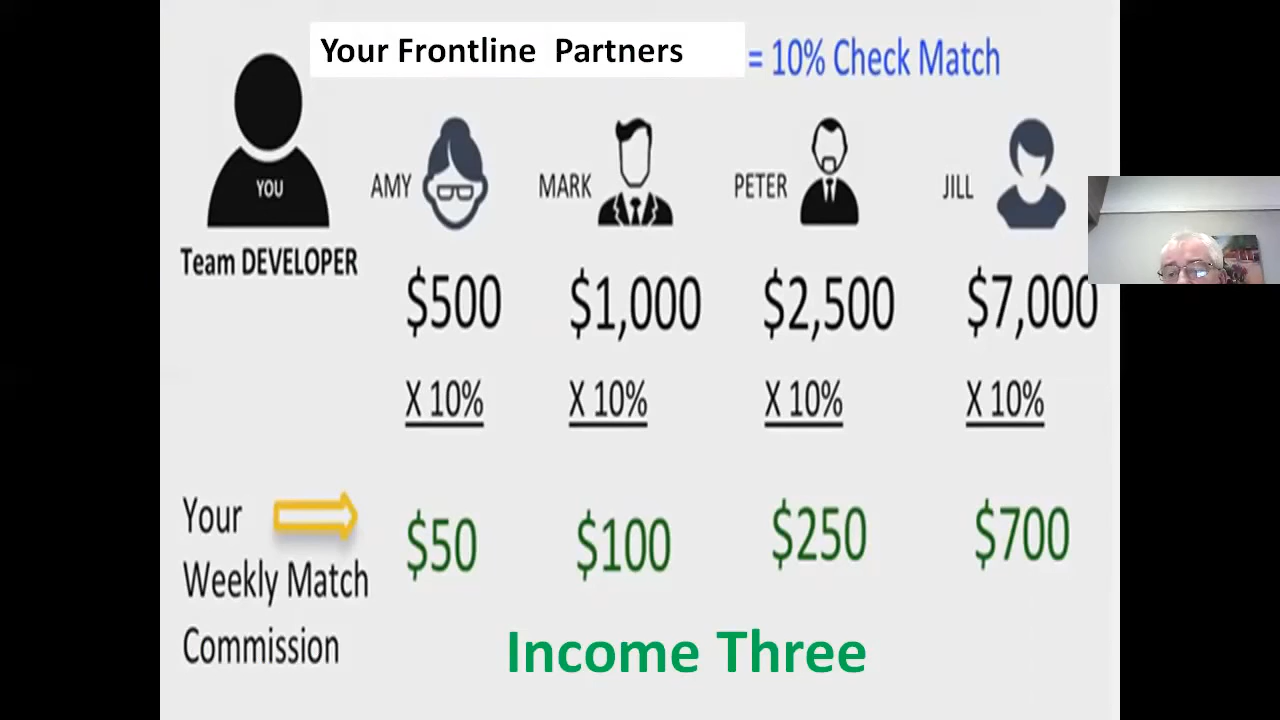 Your Frontline Partners
= 10% Check Match
YOU
Team DEVELOPER
AMY
MARK
PETER
JILL
$500
$1,000
$2,500
$7,000
X 10%
X 10%
X 10%
X 10%
Your
Weekly Match
Commission
$50
$100
$250
$700
Income Three